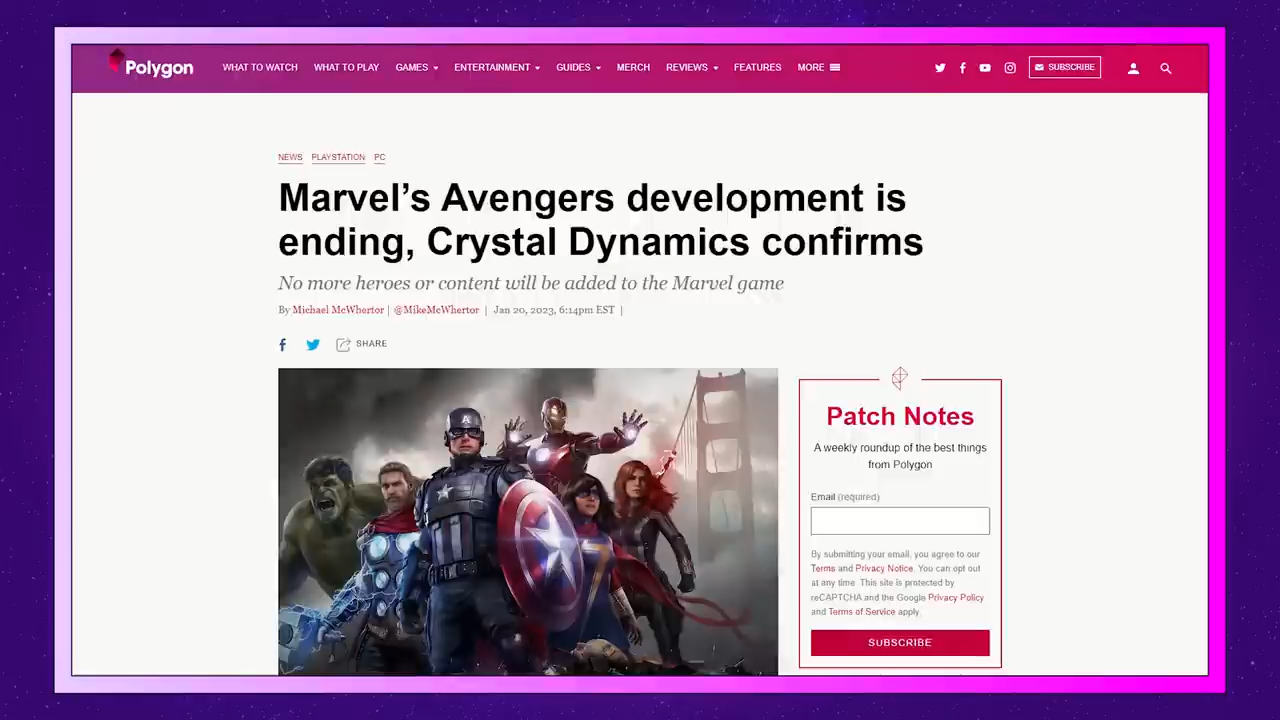 Polygon
WHAT TO WATCH WHAT TO PLAY GAMES ENTERTAINMENT GUIDES MERCH REVIEWS FEATURES MORE SUBSCRIBE
NEWS PLAYSTATION PC
Marvel’s Avengers development is
ending, Crystal Dynamics confirms
No more heroes or content will be added to the Marvel game
By Michael McWhertor | @MikeMcWhertor | Jan 20, 2023, 6:14pm EST |
SHARE
A
Patch Notes
A weekly roundup of the best things
from Polygon
Email (required)
By submitting your email, you agree to our
Terms and Privacy Notice. You can opt out
at any time. This site is protected by
reCAPTCHA and the Google Privacy Policy
and Terms of Service apply.
SUBSCRIBE